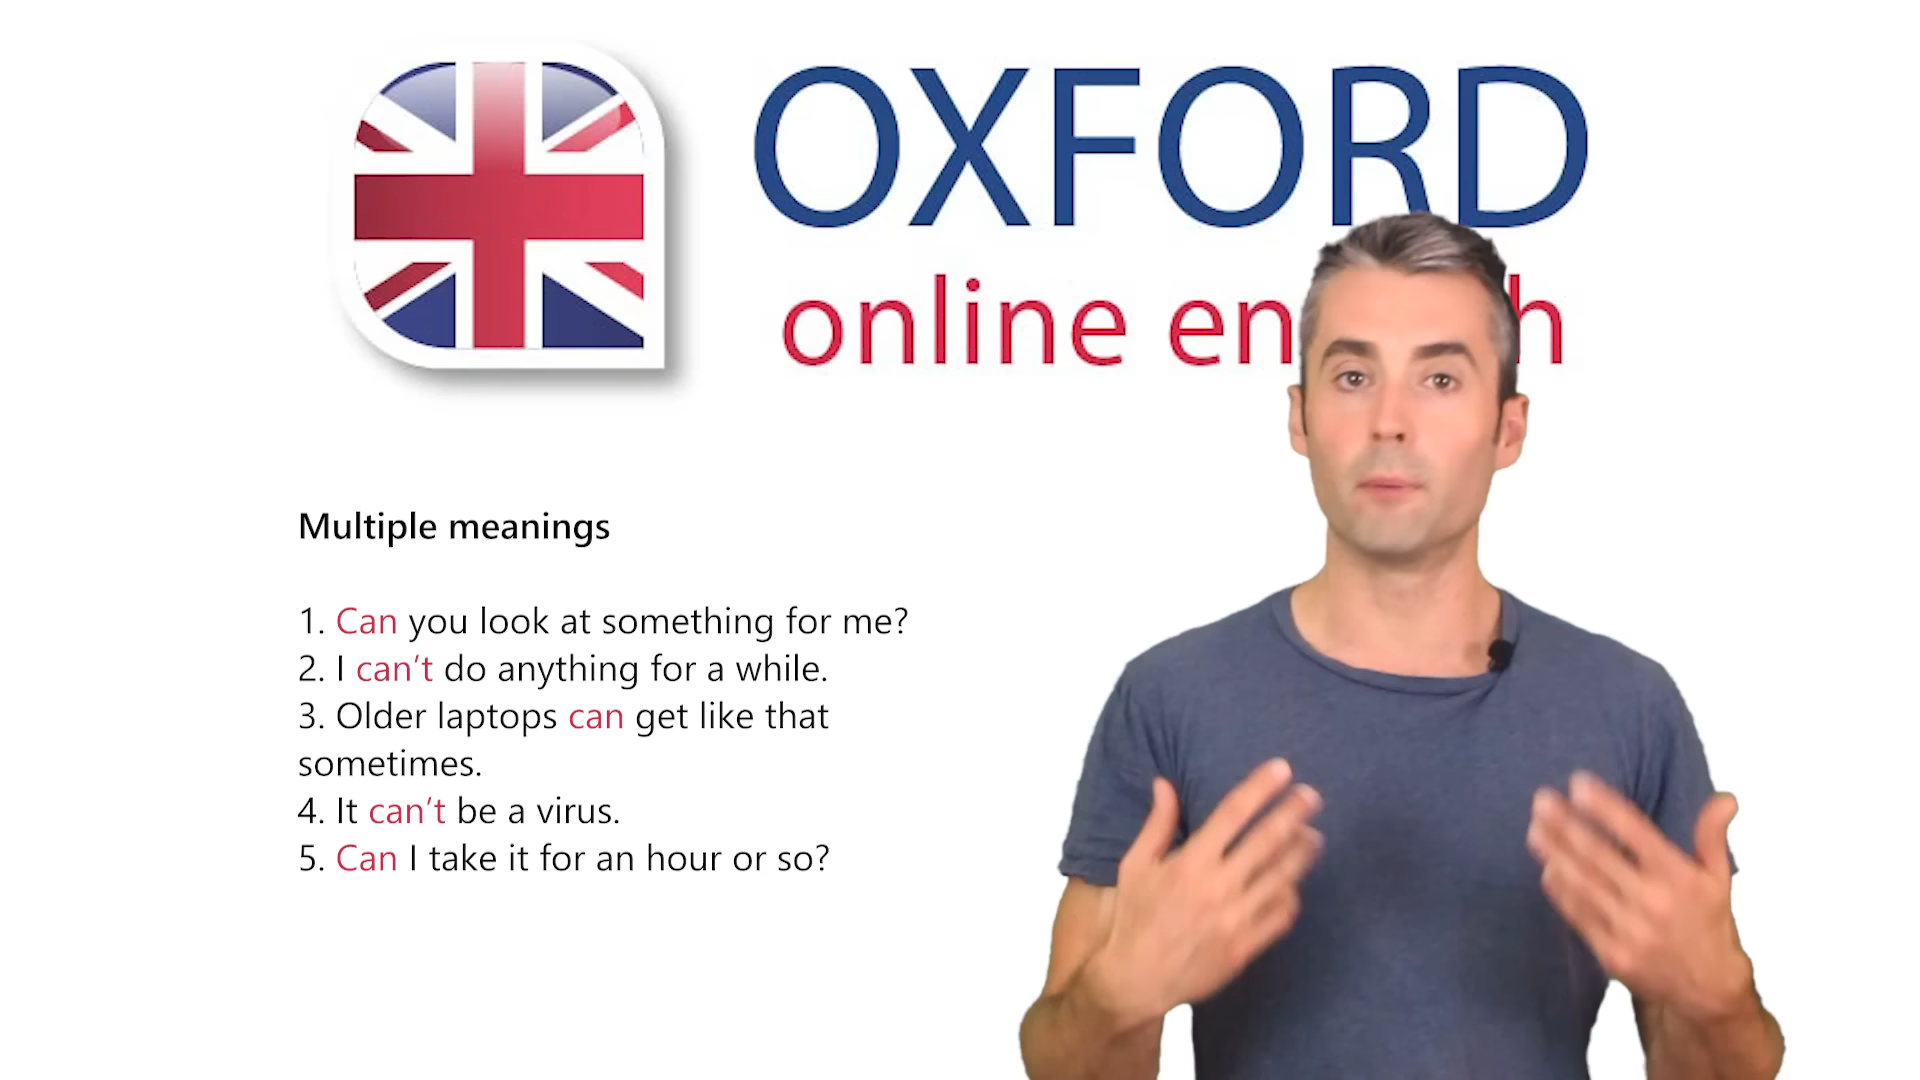 OXFORD
online en h
Multiple meanings
1. Can you look at something for me?
2. I can't do anything for a while.
3. Older laptops can get like that
sometimes.
4. It can't be a virus.
5. Can I take it for an hour or so?